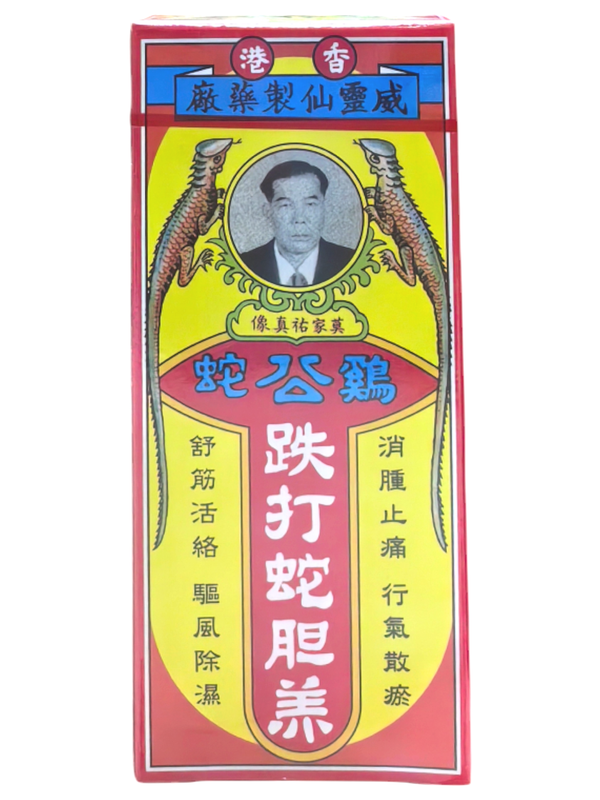 香港
威靈仙製藥廠
莫家祐真像
鷄公蛇
跌打蛇胆羔
消腫止痛 行氣散瘀
舒筋活絡 驅風除濕